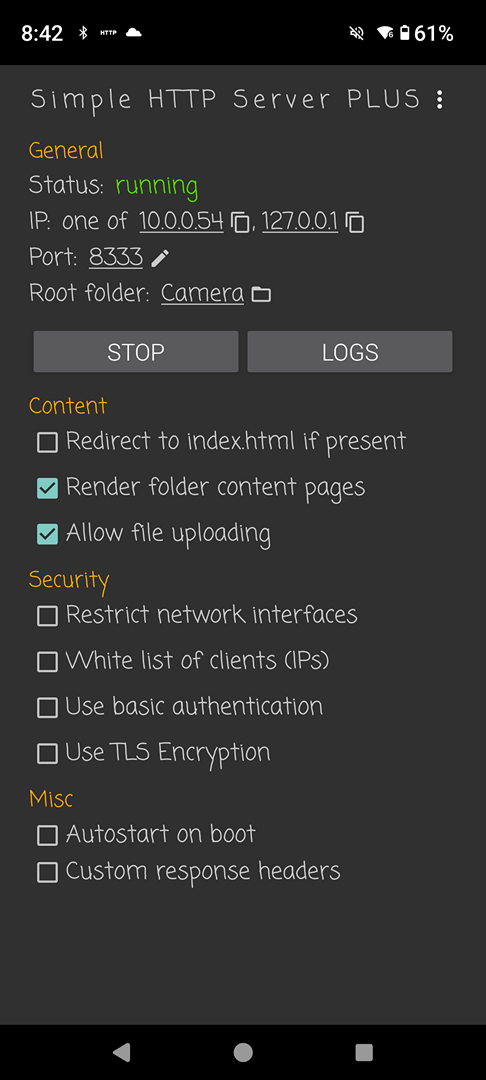 8:42 HTTP 6 61%
Simple HTTP Server PLUS
General
Status: running
IP: one of 10.0.0.54, 127.0.0.1
Port: 8333
Root folder: Camera
STOP LOGS
Content
Redirect to index.html if present
Render folder content pages
Allow file uploading
Security
Restrict network interfaces
White list of clients (IPs)
Use basic authentication
Use TLS Encryption
Misc
Autostart on boot
Custom response headers